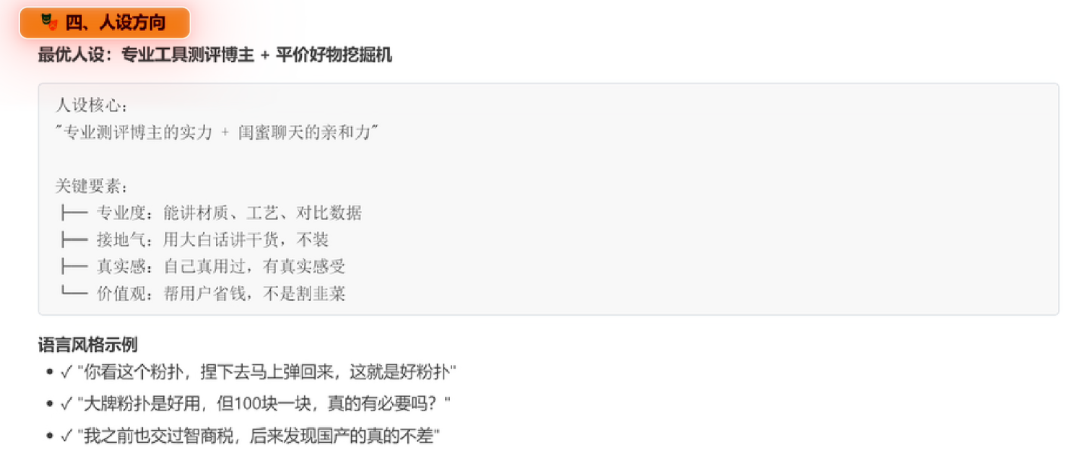 🎭 四、人设方向
最优人设：专业工具测评博主 + 平价好物挖掘机
人设核心：
"专业测评博主的实力 + 闺蜜聊天的亲和力"
关键要素：
├── 专业度：能讲材质、工艺、对比数据
├── 接地气：用大白话讲干货，不装
├── 真实感：自己真用过，有真实感受
└── 价值观：帮用户省钱，不是割韭菜
语言风格示例
• ✓ "你看这个粉扑，捏下去马上弹回来，这就是好粉扑"
• ✓ "大牌粉扑是好用，但100块一块，真的有必要吗？"
• ✓ "我之前也交过智商税，后来发现国产的真的不差"